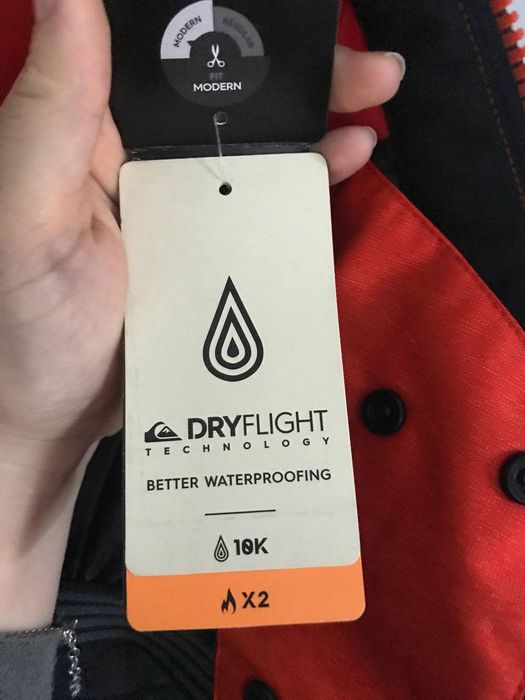 MODERN
REGULAR
FIT
MODERN
DRYFLIGHT
TECHNOLOGY
BETTER WATERPROOFING
10K
X2